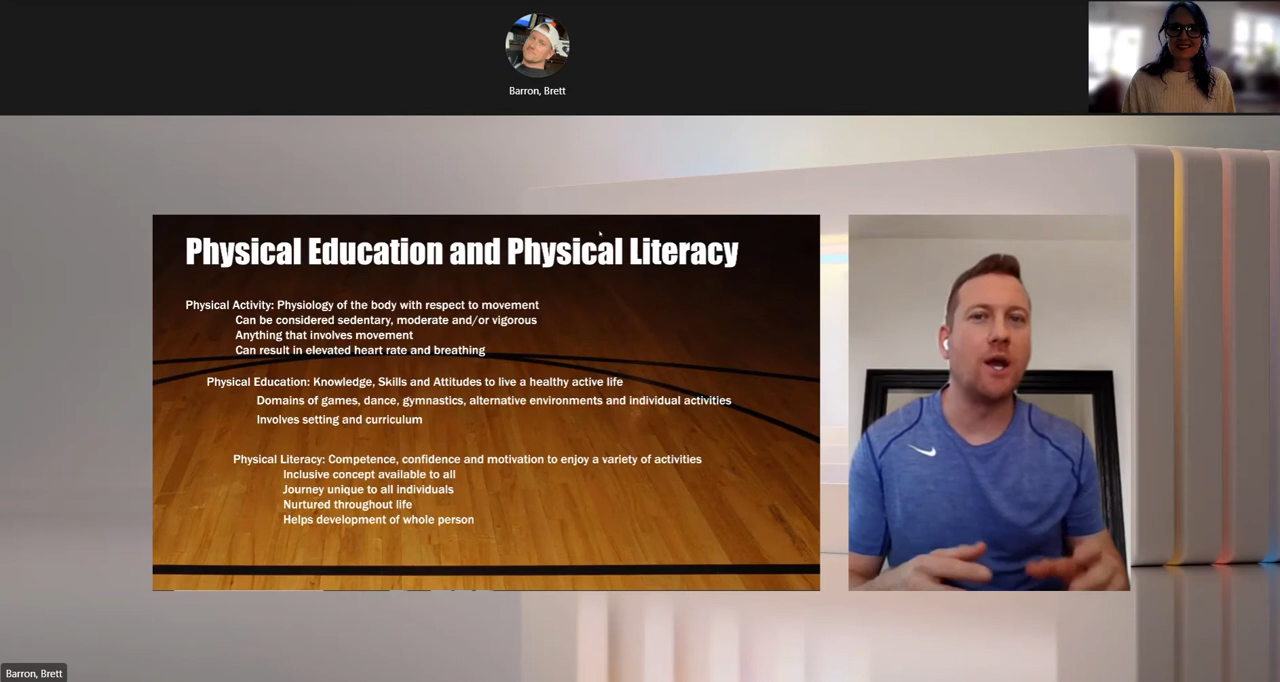 Barron, Brett
Physical Education and Physical Literacy
Physical Activity: Physiology of the body with respect to movement
Can be considered sedentary, moderate and/or vigorous
Anything that involves movement
Can result in elevated heart rate and breathing
Physical Education: Knowledge, Skills and Attitudes to live a healthy active life
Domains of games, dance, gymnastics, alternative environments and individual activities
Involves setting and curriculum
Physical Literacy: Competence, confidence and motivation to enjoy a variety of activities
Inclusive concept available to all
Journey unique to all individuals
Nurtured throughout life
Helps development of whole person
Barron, Brett